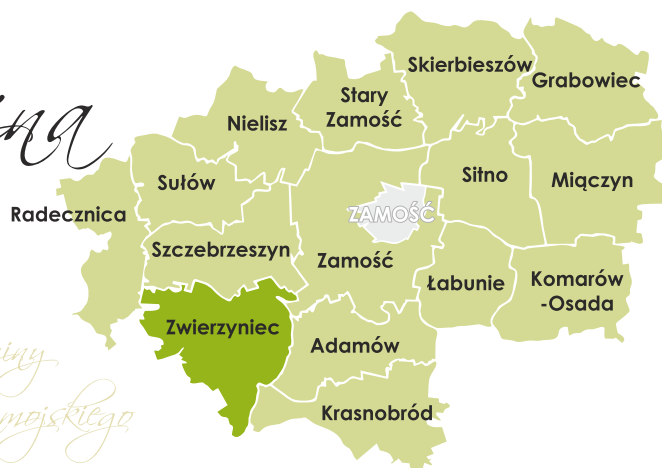 Skierbieszów
Grabowiec
Stary
Zamość
Nielisz
Sitno
Miączyn
Sułów
Radecznica
ZAMOŚĆ
Szczebrzeszyn
Zamość
Łabunie
Komarów
-Osada
Zwierzyniec
Adamów
Krasnobród